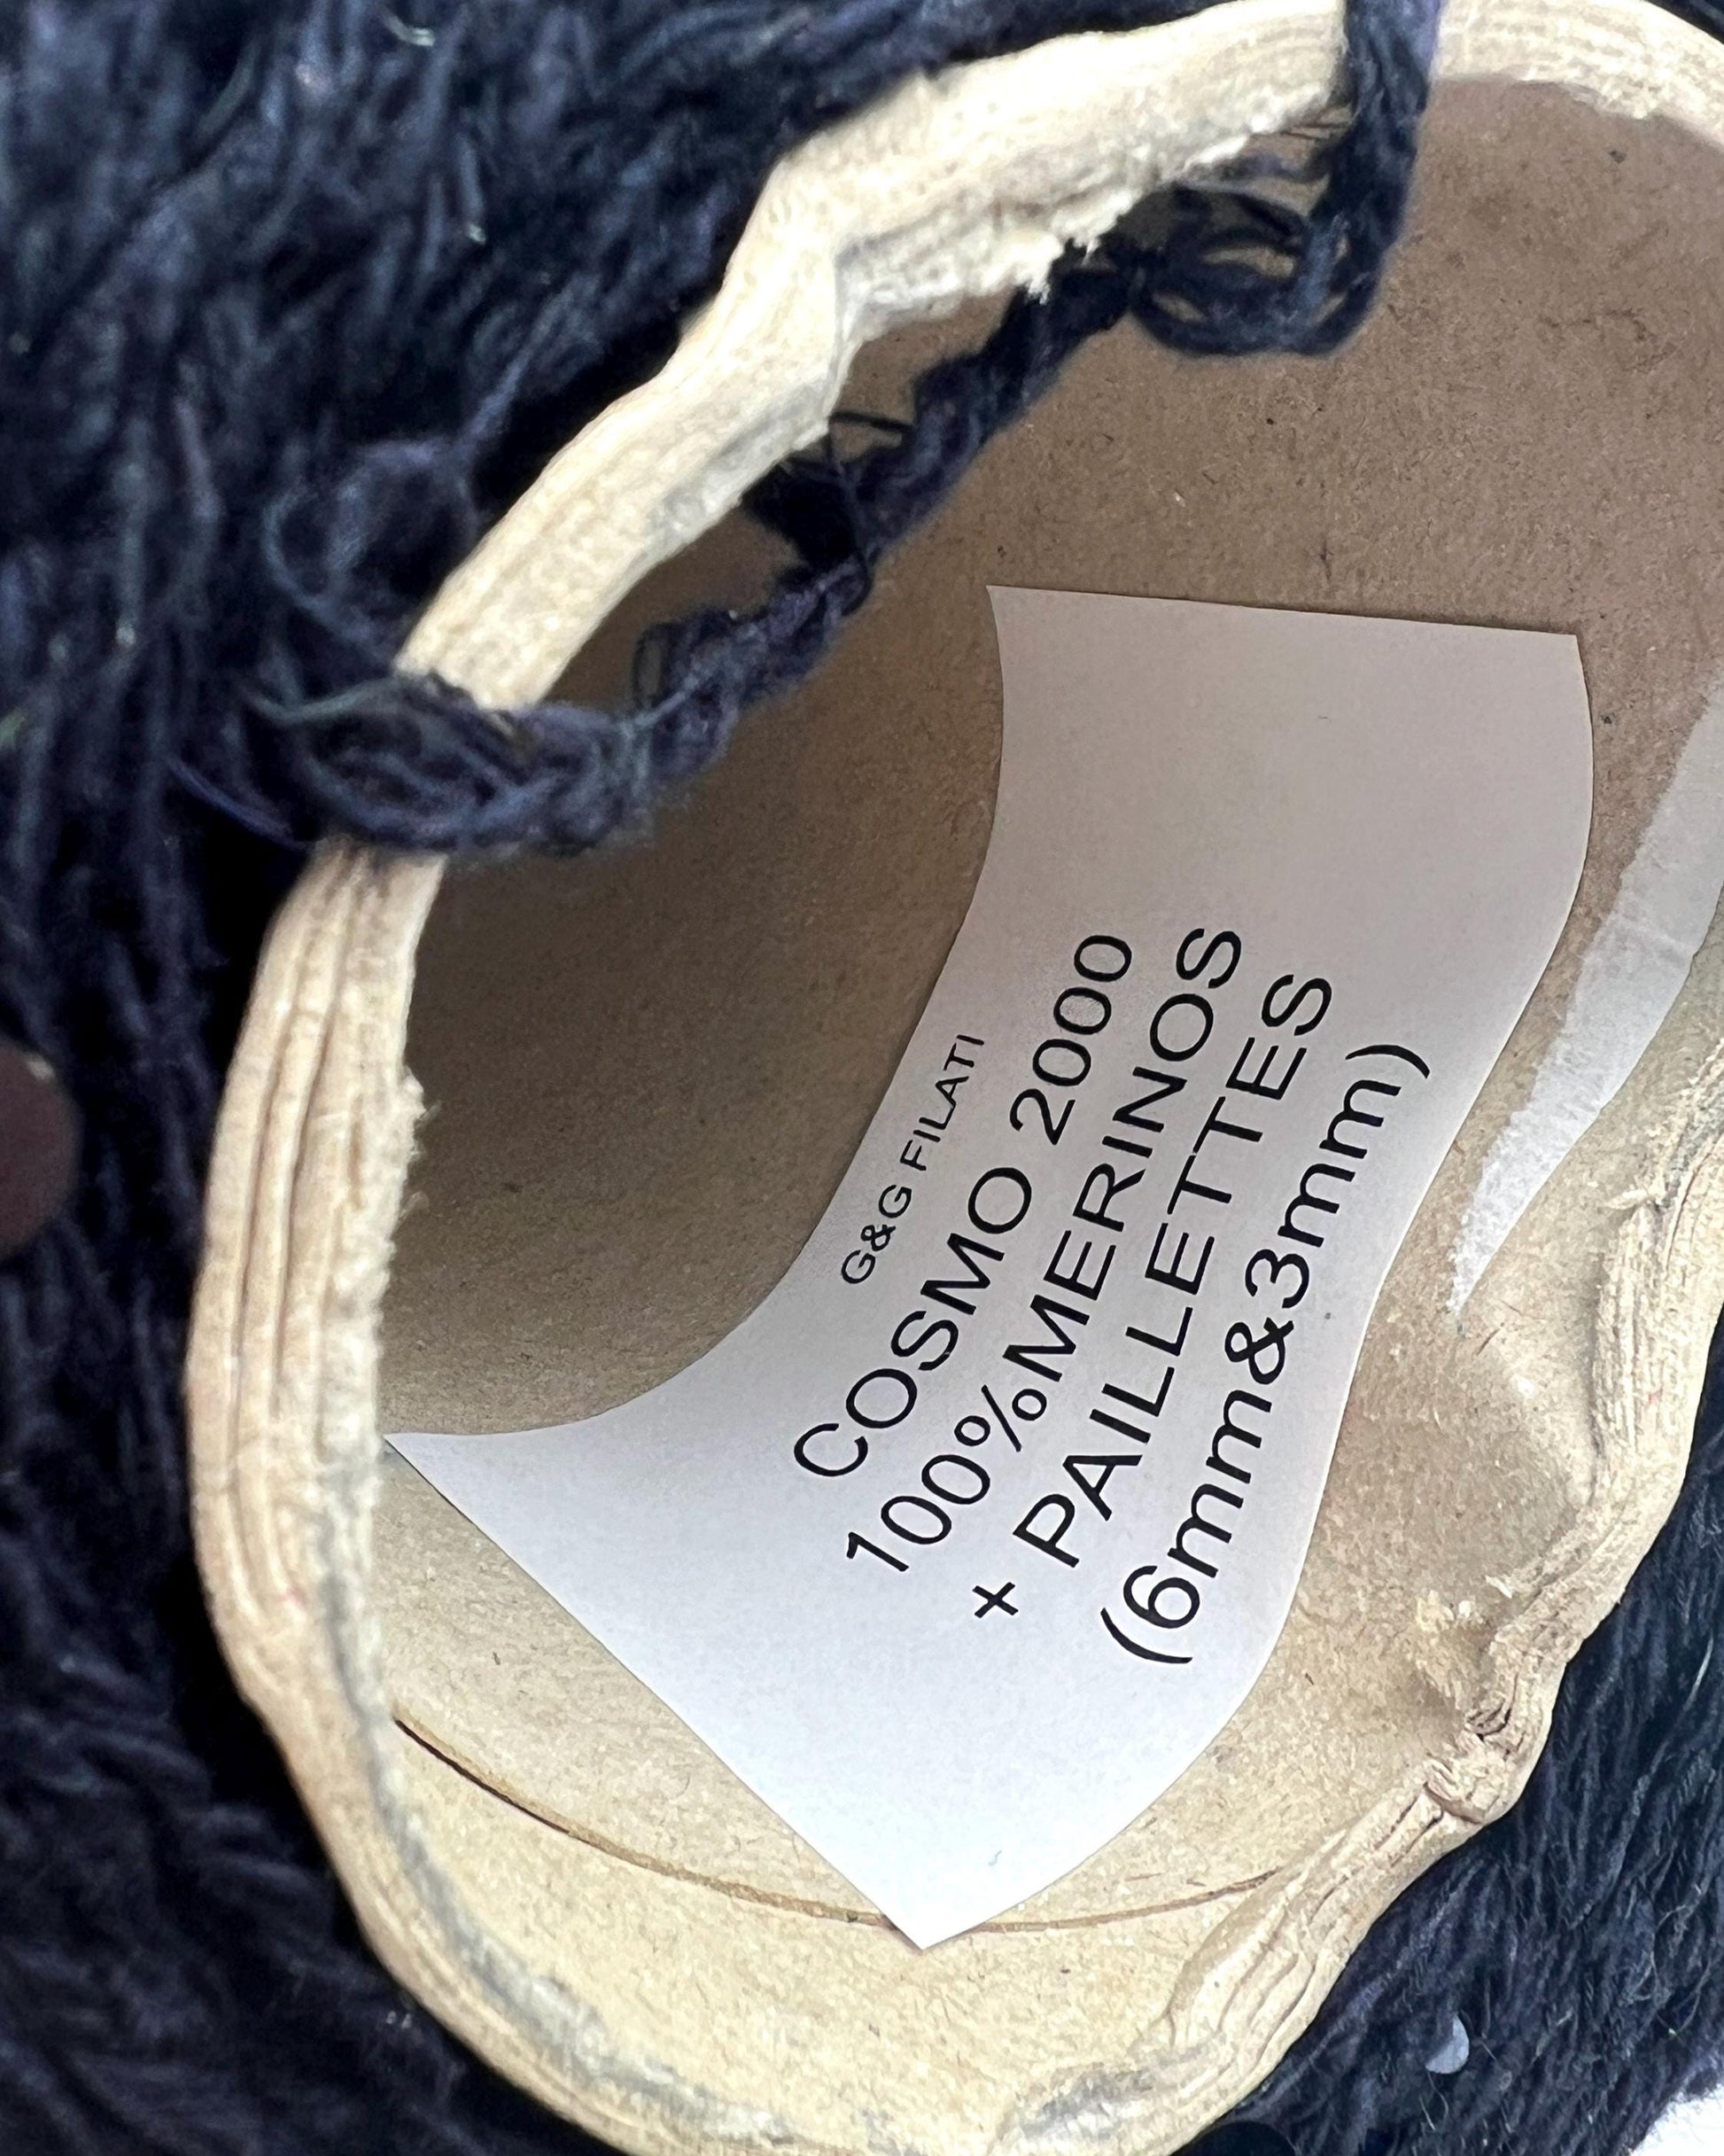 G&G FILATI
COSMO 2000
100%MERINOS
+ PAILLETTES
(6mm&3mm)